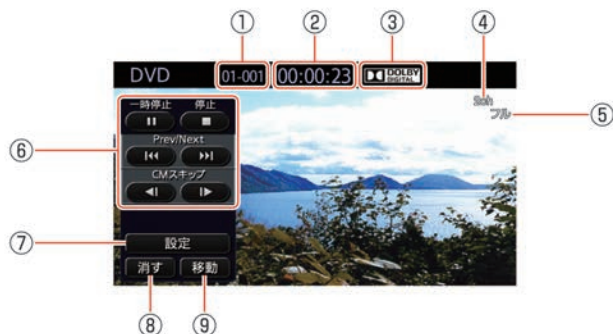 ① ② ③ ④
DVD 01-001 00:00:23 DOLBY DIGITAL
2ch
フル ⑤
一時停止 停止
⑥ Prev/Next
CMスキップ
⑦ 設定
消す 移動
⑧ ⑨